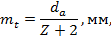 m_t = d_a / (Z + 2), мм,